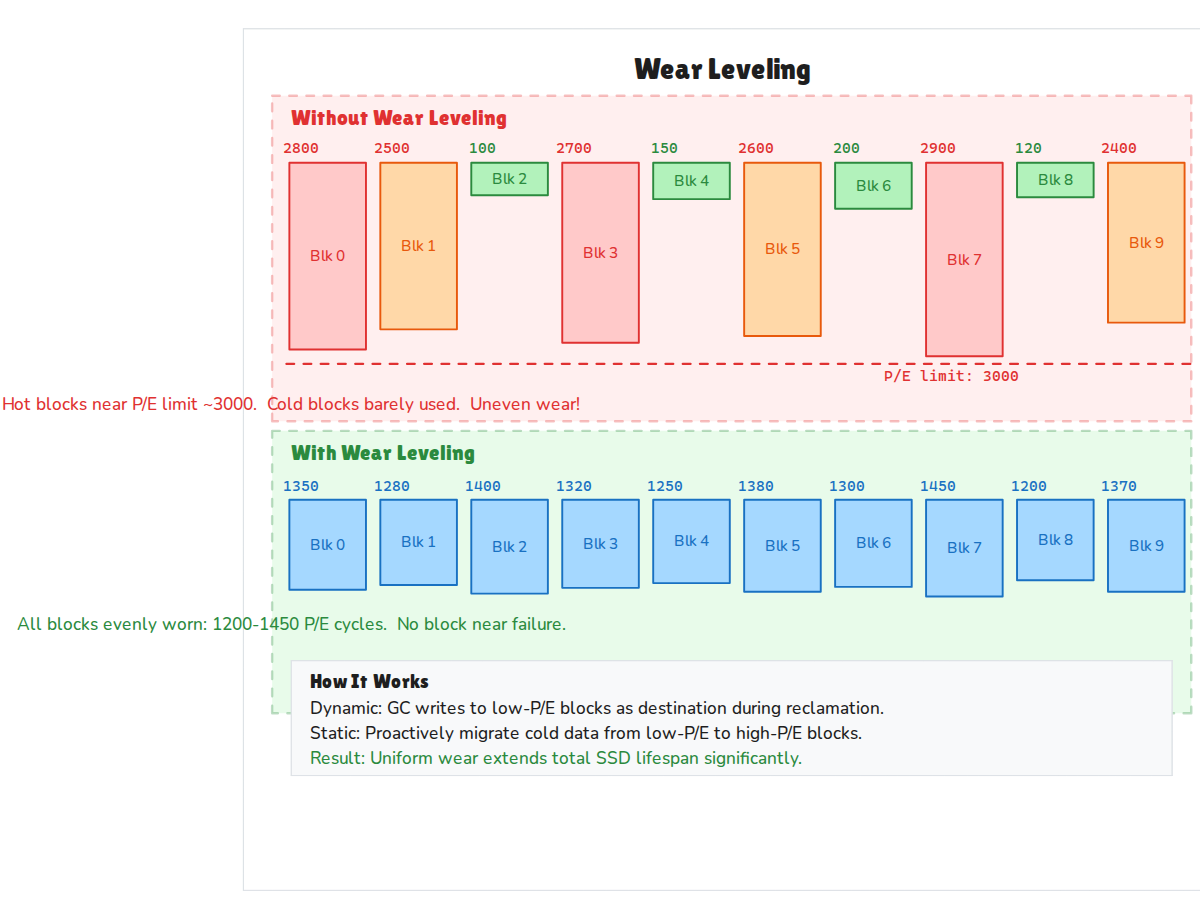 Wear Leveling
Without Wear Leveling
2800 2500 100 2700 150 2600 200 2900 120 2400
Blk 0 Blk 1 Blk 2 Blk 3 Blk 4 Blk 5 Blk 6 Blk 7 Blk 8 Blk 9
P/E limit: 3000
Hot blocks near P/E limit ~3000. Cold blocks barely used. Uneven wear!
With Wear Leveling
1350 1280 1400 1320 1250 1380 1300 1450 1200 1370
Blk 0 Blk 1 Blk 2 Blk 3 Blk 4 Blk 5 Blk 6 Blk 7 Blk 8 Blk 9
All blocks evenly worn: 1200-1450 P/E cycles. No block near failure.
How It Works
Dynamic: GC writes to low-P/E blocks as destination during reclamation.
Static: Proactively migrate cold data from low-P/E to high-P/E blocks.
Result: Uniform wear extends total SSD lifespan significantly.